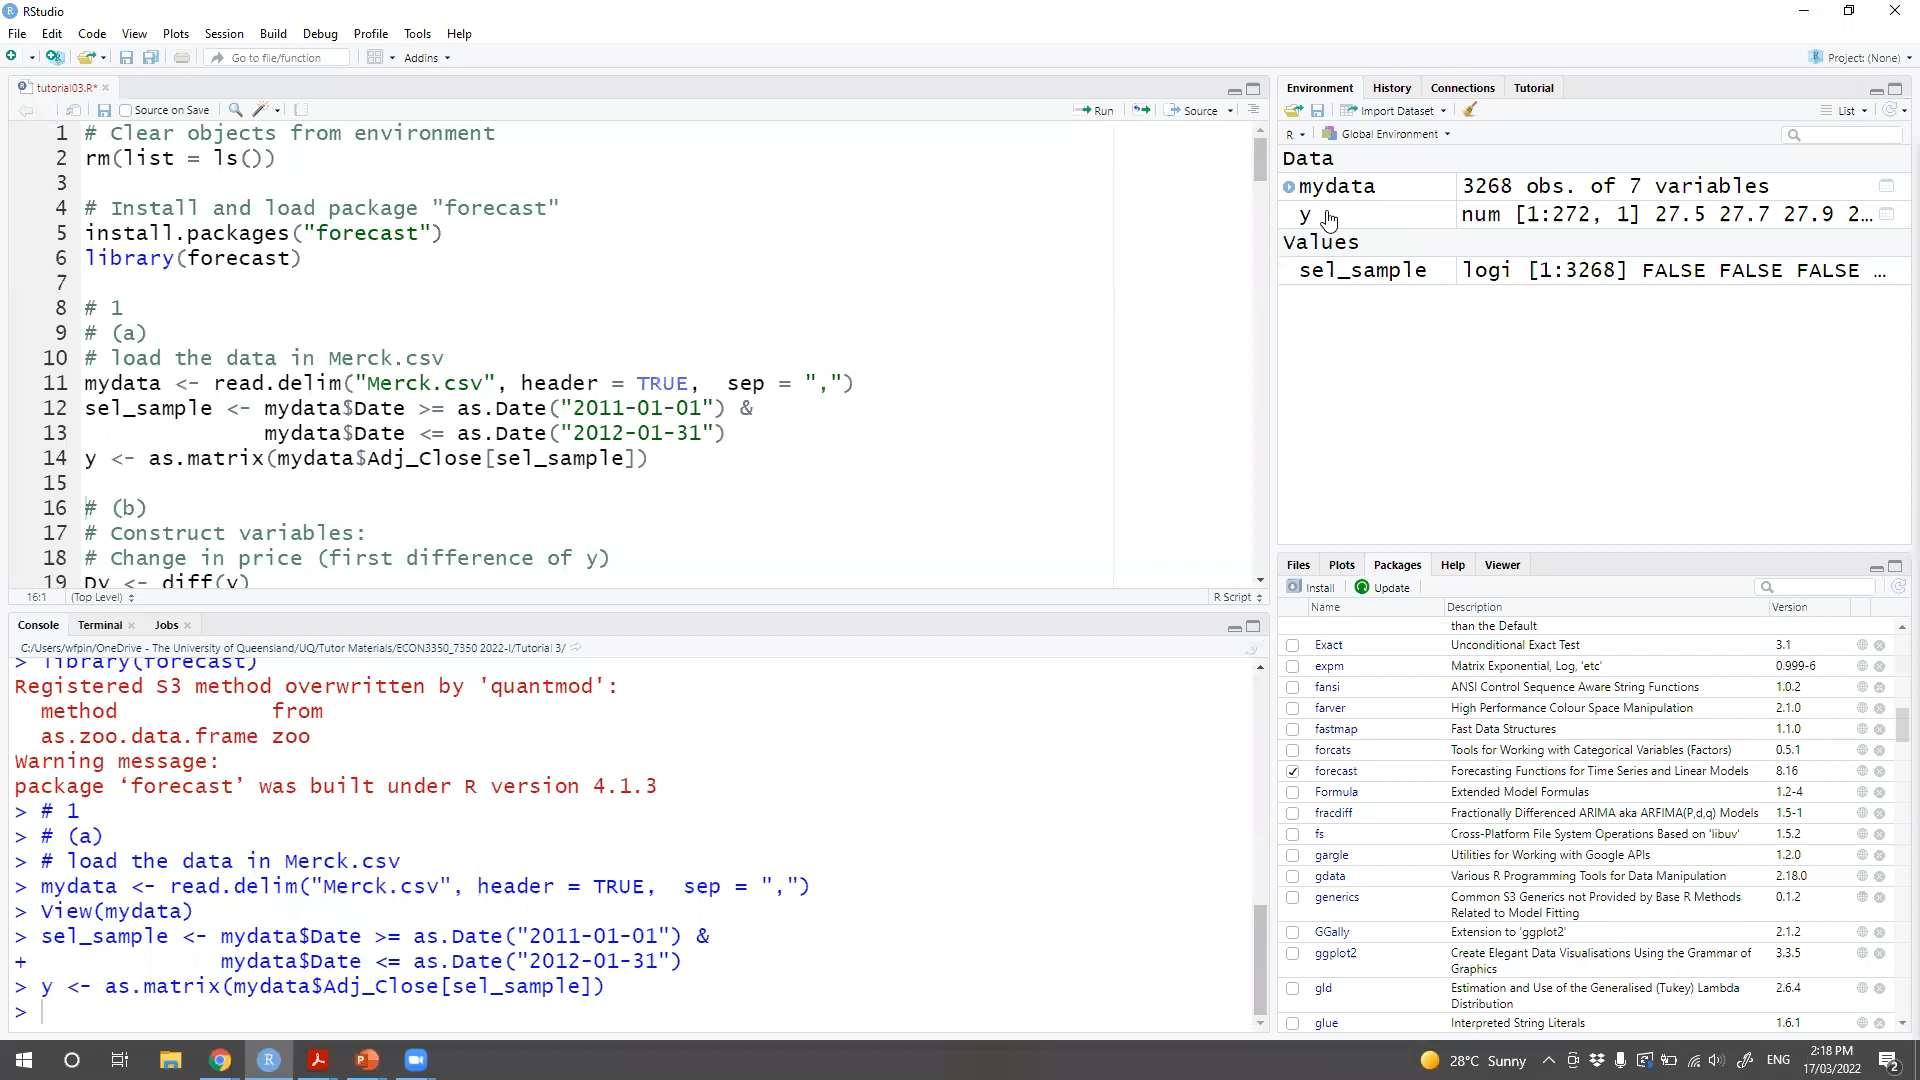 RStudio
File Edit Code View Plots Session Build Debug Profile Tools Help
Go to file/function Addins Project: (None)
tutorial03.R*
Source on Save Run Source
1 # Clear objects from environment
2 rm(list = ls())
3
4 # Install and load package "forecast"
5 install.packages("forecast")
6 library(forecast)
7
8 # 1
9 # (a)
10 # load the data in Merck.csv
11 mydata <- read.delim("Merck.csv", header = TRUE, sep = ",")
12 sel_sample <- mydata$Date >= as.Date("2011-01-01") &
13 mydata$Date <= as.Date("2012-01-31")
14 y <- as.matrix(mydata$Adj_Close[sel_sample])
15
16 # (b)
17 # Construct variables:
18 # Change in price (first difference of y)
19 Dy <- diff(y)
16:1 (Top Level) R Script
Console Terminal Jobs
C:/Users/wfpin/OneDrive - The University of Queensland/UQ/Tutor Materials/ECON3350_7350 2022-I/Tutorial 3/
> library(forecast)
Registered S3 method overwritten by 'quantmod':
method from
as.zoo.data.frame zoo
Warning message:
package ‘forecast’ was built under R version 4.1.3
> # 1
> # (a)
> # load the data in Merck.csv
> mydata <- read.delim("Merck.csv", header = TRUE, sep = ",")
> View(mydata)
> sel_sample <- mydata$Date >= as.Date("2011-01-01") &
+ mydata$Date <= as.Date("2012-01-31")
> y <- as.matrix(mydata$Adj_Close[sel_sample])
>
Environment History Connections Tutorial
Import Dataset List
R Global Environment
Data
mydata 3268 obs. of 7 variables
y num [1:272, 1] 27.5 27.7 27.9 2…
Values
sel_sample logi [1:3268] FALSE FALSE FALSE …
Files Plots Packages Help Viewer
Install Update
Name Description Version
than the Default
Exact Unconditional Exact Test 3.1
expm Matrix Exponential, Log, 'etc' 0.999-6
fansi ANSI Control Sequence Aware String Functions 1.0.2
farver High Performance Colour Space Manipulation 2.1.0
fastmap Fast Data Structures 1.1.0
forcats Tools for Working with Categorical Variables (Factors) 0.5.1
forecast Forecasting Functions for Time Series and Linear Models 8.16
Formula Extended Model Formulas 1.2-4
fracdiff Fractionally Differenced ARIMA aka ARFIMA(P,d,q) Models 1.5-1
fs Cross-Platform File System Operations Based on 'libuv' 1.5.2
gargle Utilities for Working with Google APIs 1.2.0
gdata Various R Programming Tools for Data Manipulation 2.18.0
generics Common S3 Generics not Provided by Base R Methods 0.1.2
Related to Model Fitting
GGally Extension to 'ggplot2' 2.1.2
ggplot2 Create Elegant Data Visualisations Using the Grammar of 3.3.5
Graphics
gld Estimation and Use of the Generalised (Tukey) Lambda 2.6.4
Distribution
glue Interpreted String Literals 1.6.1
28°C Sunny ENG 2:18 PM
17/03/2022 2